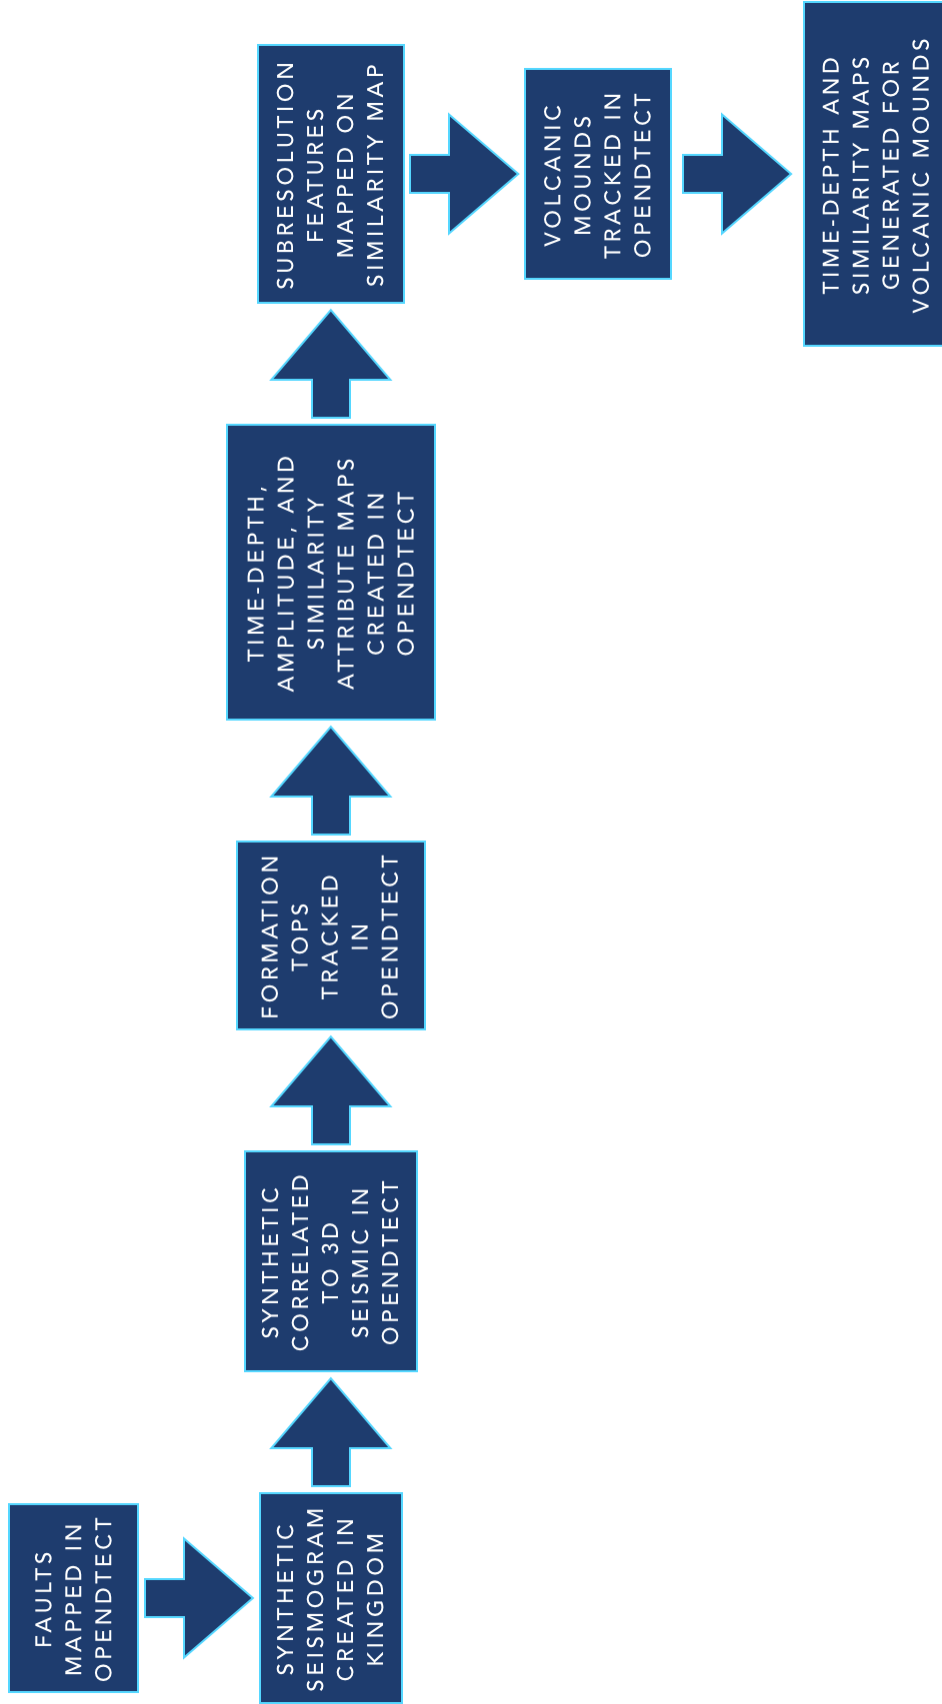 FAULTS
MAPPED IN
OPENDTECT
SYNTHETIC
SEISMOGRAM
CREATED IN
KINGDOM
SYNTHETIC
CORRELATED
TO 3D
SEISMIC IN
OPENDTECT
FORMATION
TOPS
TRACKED
IN
OPENDTECT
TIME-DEPTH,
AMPLITUDE, AND
SIMILARITY
ATTRIBUTE MAPS
CREATED IN
OPENDTECT
SUBRESOLUTION
FEATURES
MAPPED ON
SIMILARITY MAP
VOLCANIC
MOUNDS
TRACKED IN
OPENDTECT
TIME-DEPTH AND
SIMILARITY MAPS
GENERATED FOR
VOLCANIC MOUNDS